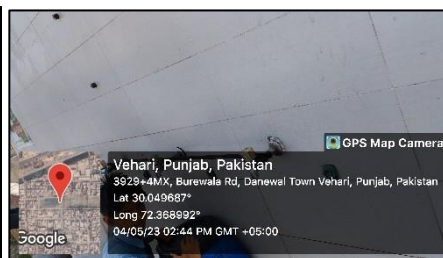 GPS Map Camera
Vehari, Punjab, Pakistan
3929+4MX, Burewala Rd, Danewal Town Vehari, Punjab, Pakistan
Lat 30.049687°
Long 72.368992°
04/05/23 02:44 PM GMT +05:00
Google